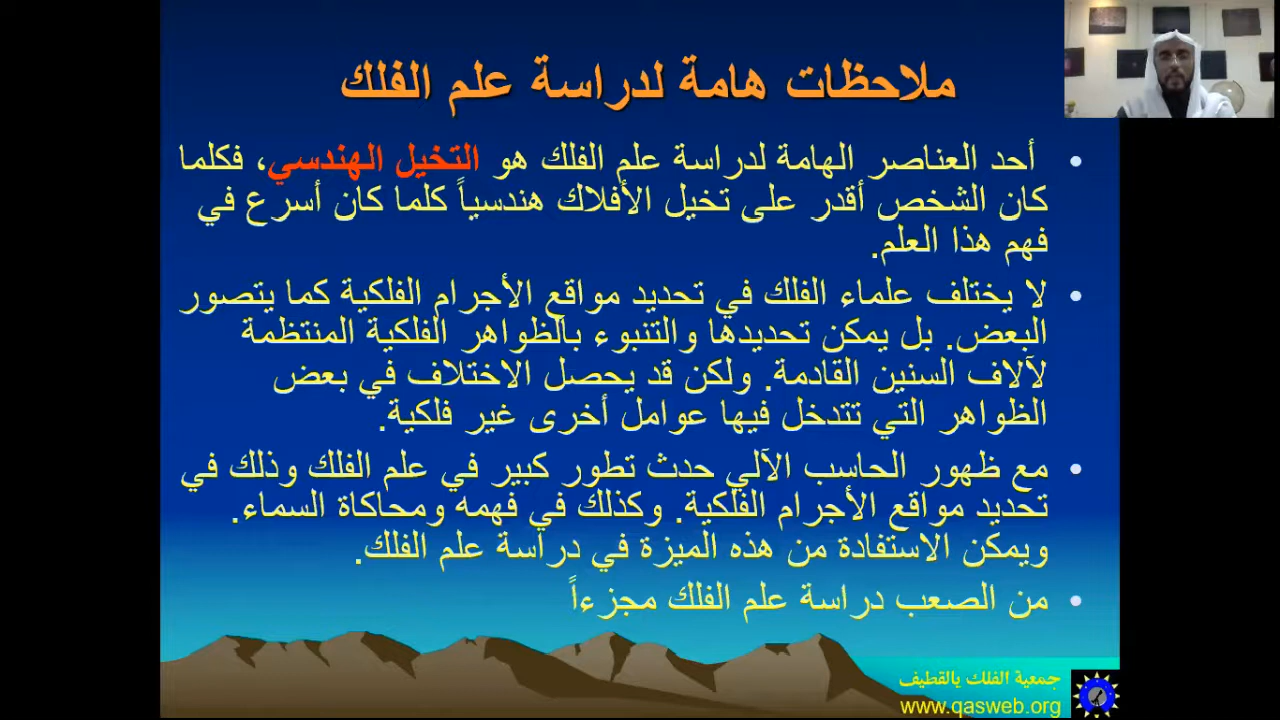 ملاحظات هامة لدراسة علم الفلك
• أحد العناصر الهامة لدراسة علم الفلك هو التخيل الهندسي، فكلما
كان الشخص أقدر على تخيل الأفلاك هندسياً كلما كان أسرع في
فهم هذا العلم.
• لا يختلف علماء الفلك في تحديد مواقع الأجرام الفلكية كما يتصور
البعض. بل يمكن تحديدها والتنبوء بالظواهر الفلكية المنتظمة
لآلاف السنين القادمة. ولكن قد يحصل الاختلاف في بعض
الظواهر التي تتدخل فيها عوامل أخرى غير فلكية.
• مع ظهور الحاسب الآلي حدث تطور كبير في علم الفلك وذلك في
تحديد مواقع الأجرام الفلكية. وكذلك في فهمه ومحاكاة السماء.
ويمكن الاستفادة من هذه الميزة في دراسة علم الفلك.
• من الصعب دراسة علم الفلك مجزءاً
جمعية الفلك بالقطيف
www.qasweb.org